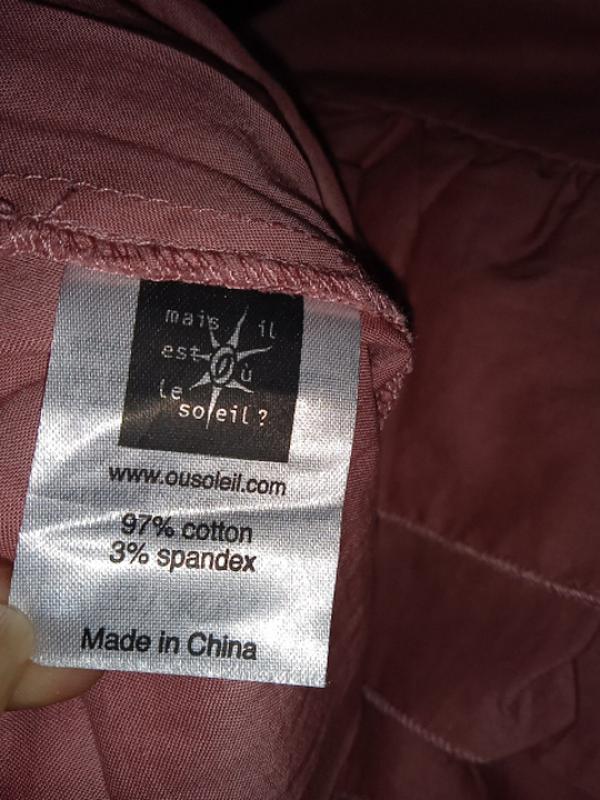 mais il
est où
le
soleil?
www.ousoleil.com
97% cotton
3% spandex
Made in China